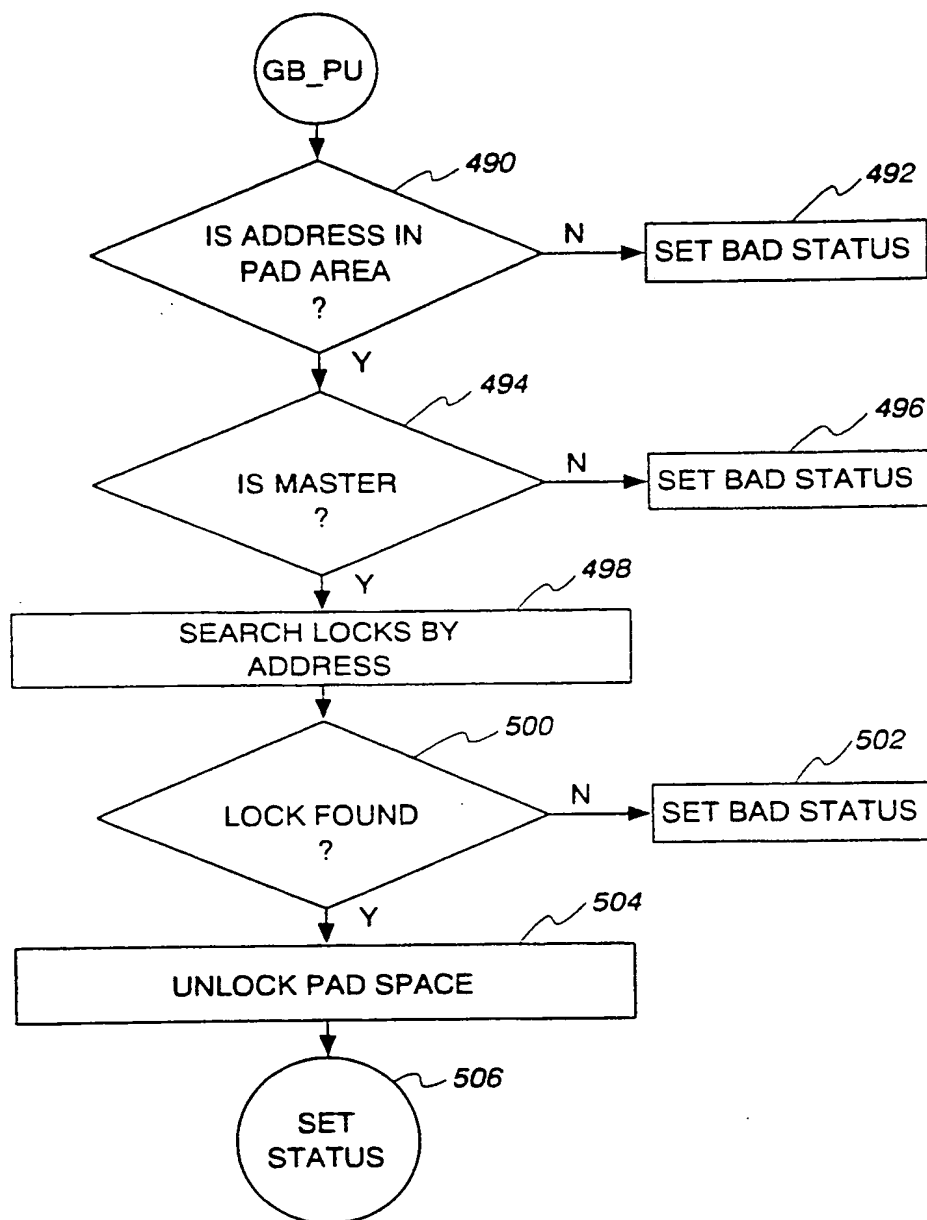 GB_PU
490
IS ADDRESS IN
PAD AREA
?
N
492
SET BAD STATUS
Y
494
IS MASTER
?
N
496
SET BAD STATUS
Y
498
SEARCH LOCKS BY
ADDRESS
500
LOCK FOUND
?
N
502
SET BAD STATUS
Y
504
UNLOCK PAD SPACE
506
SET
STATUS